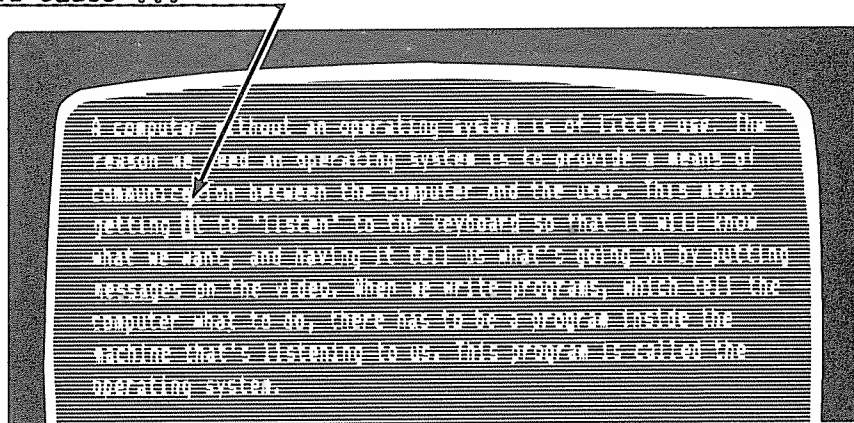 cause ...
A computer without an operating system is of little use. The
reason we need an operating system is to provide a means of
communication between the computer and the user. This means
getting it to "listen" to the keyboard so that it will know
what we want, and having it tell us what's going on by putting
messages on the video. When we write programs, which tell the
computer what to do, there has to be a program inside the
machine that's listening to us. This program is called the
operating system.